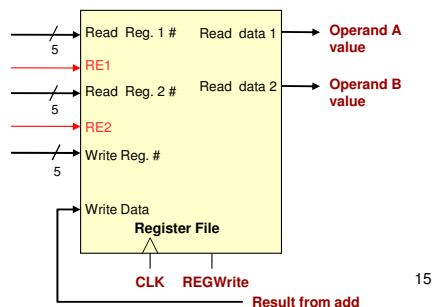 Read Reg. 1 # Read data 1 Operand A
value
5
RE1
Read Reg. 2 # Read data 2 Operand B
value
5
RE2
Write Reg. #
5
Write Data
Register File
CLK REGWrite
15
Result from add